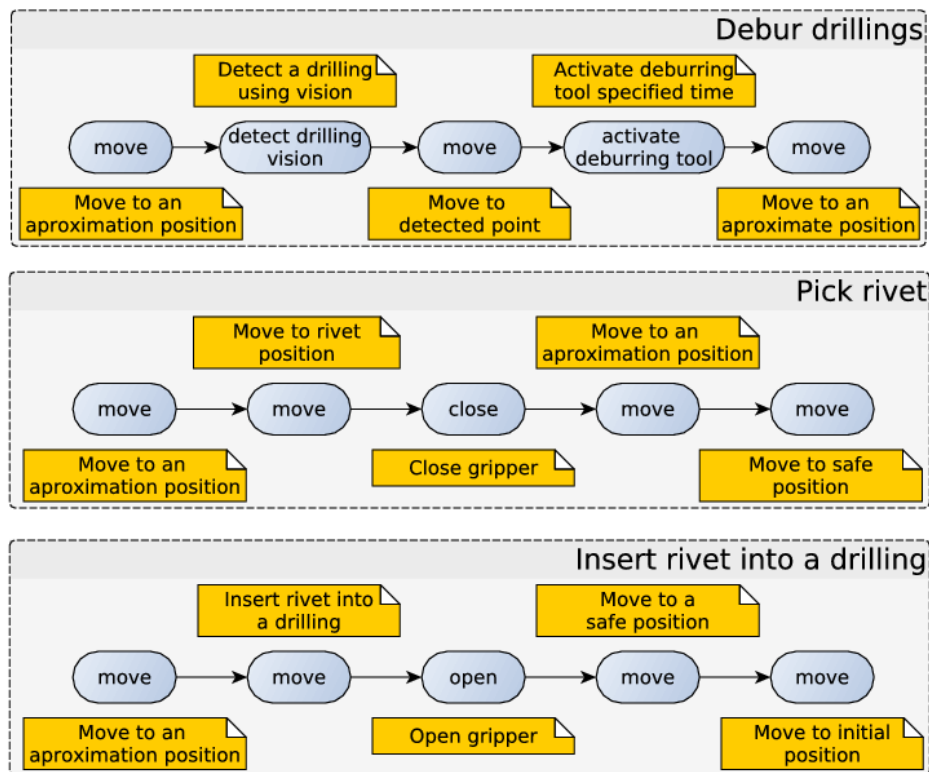 Debur drillings
Detect a drilling
using vision
Activate deburring
tool specified time
move
detect drilling
vision
move
activate
deburring tool
move
Move to an
aproximation position
Move to
detected point
Move to an
aproximate position
Pick rivet
Move to rivet
position
Move to an
aproximation position
move
move
close
move
move
Move to an
aproximation position
Close gripper
Move to safe
position
Insert rivet into a drilling
Insert rivet into
a drilling
Move to a
safe position
move
move
open
move
move
Move to an
aproximation position
Open gripper
Move to initial
position